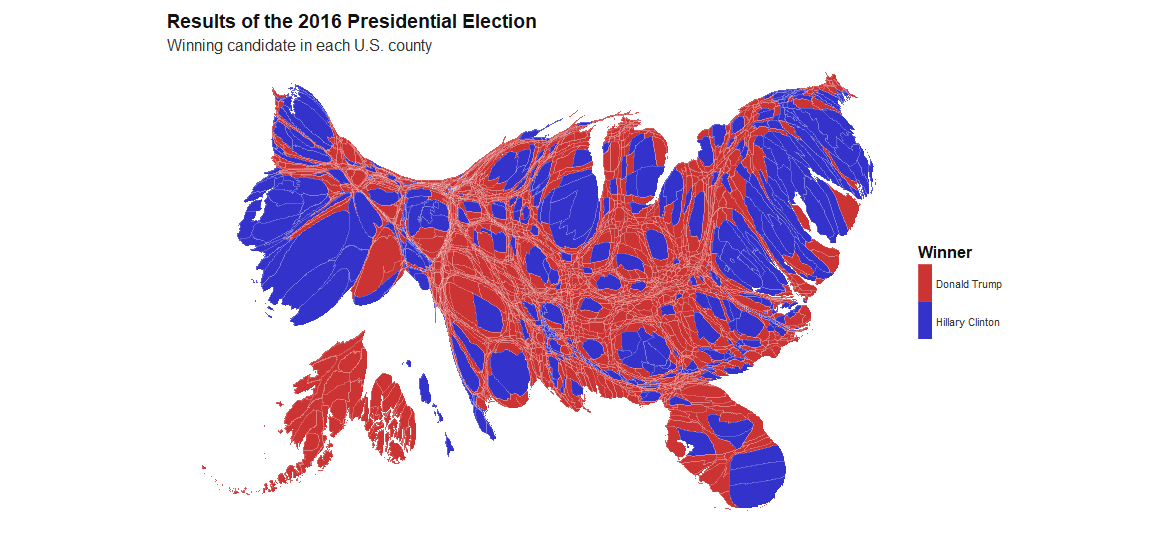 Results of the 2016 Presidential Election
Winning candidate in each U.S. county
Winner
Donald Trump
Hillary Clinton